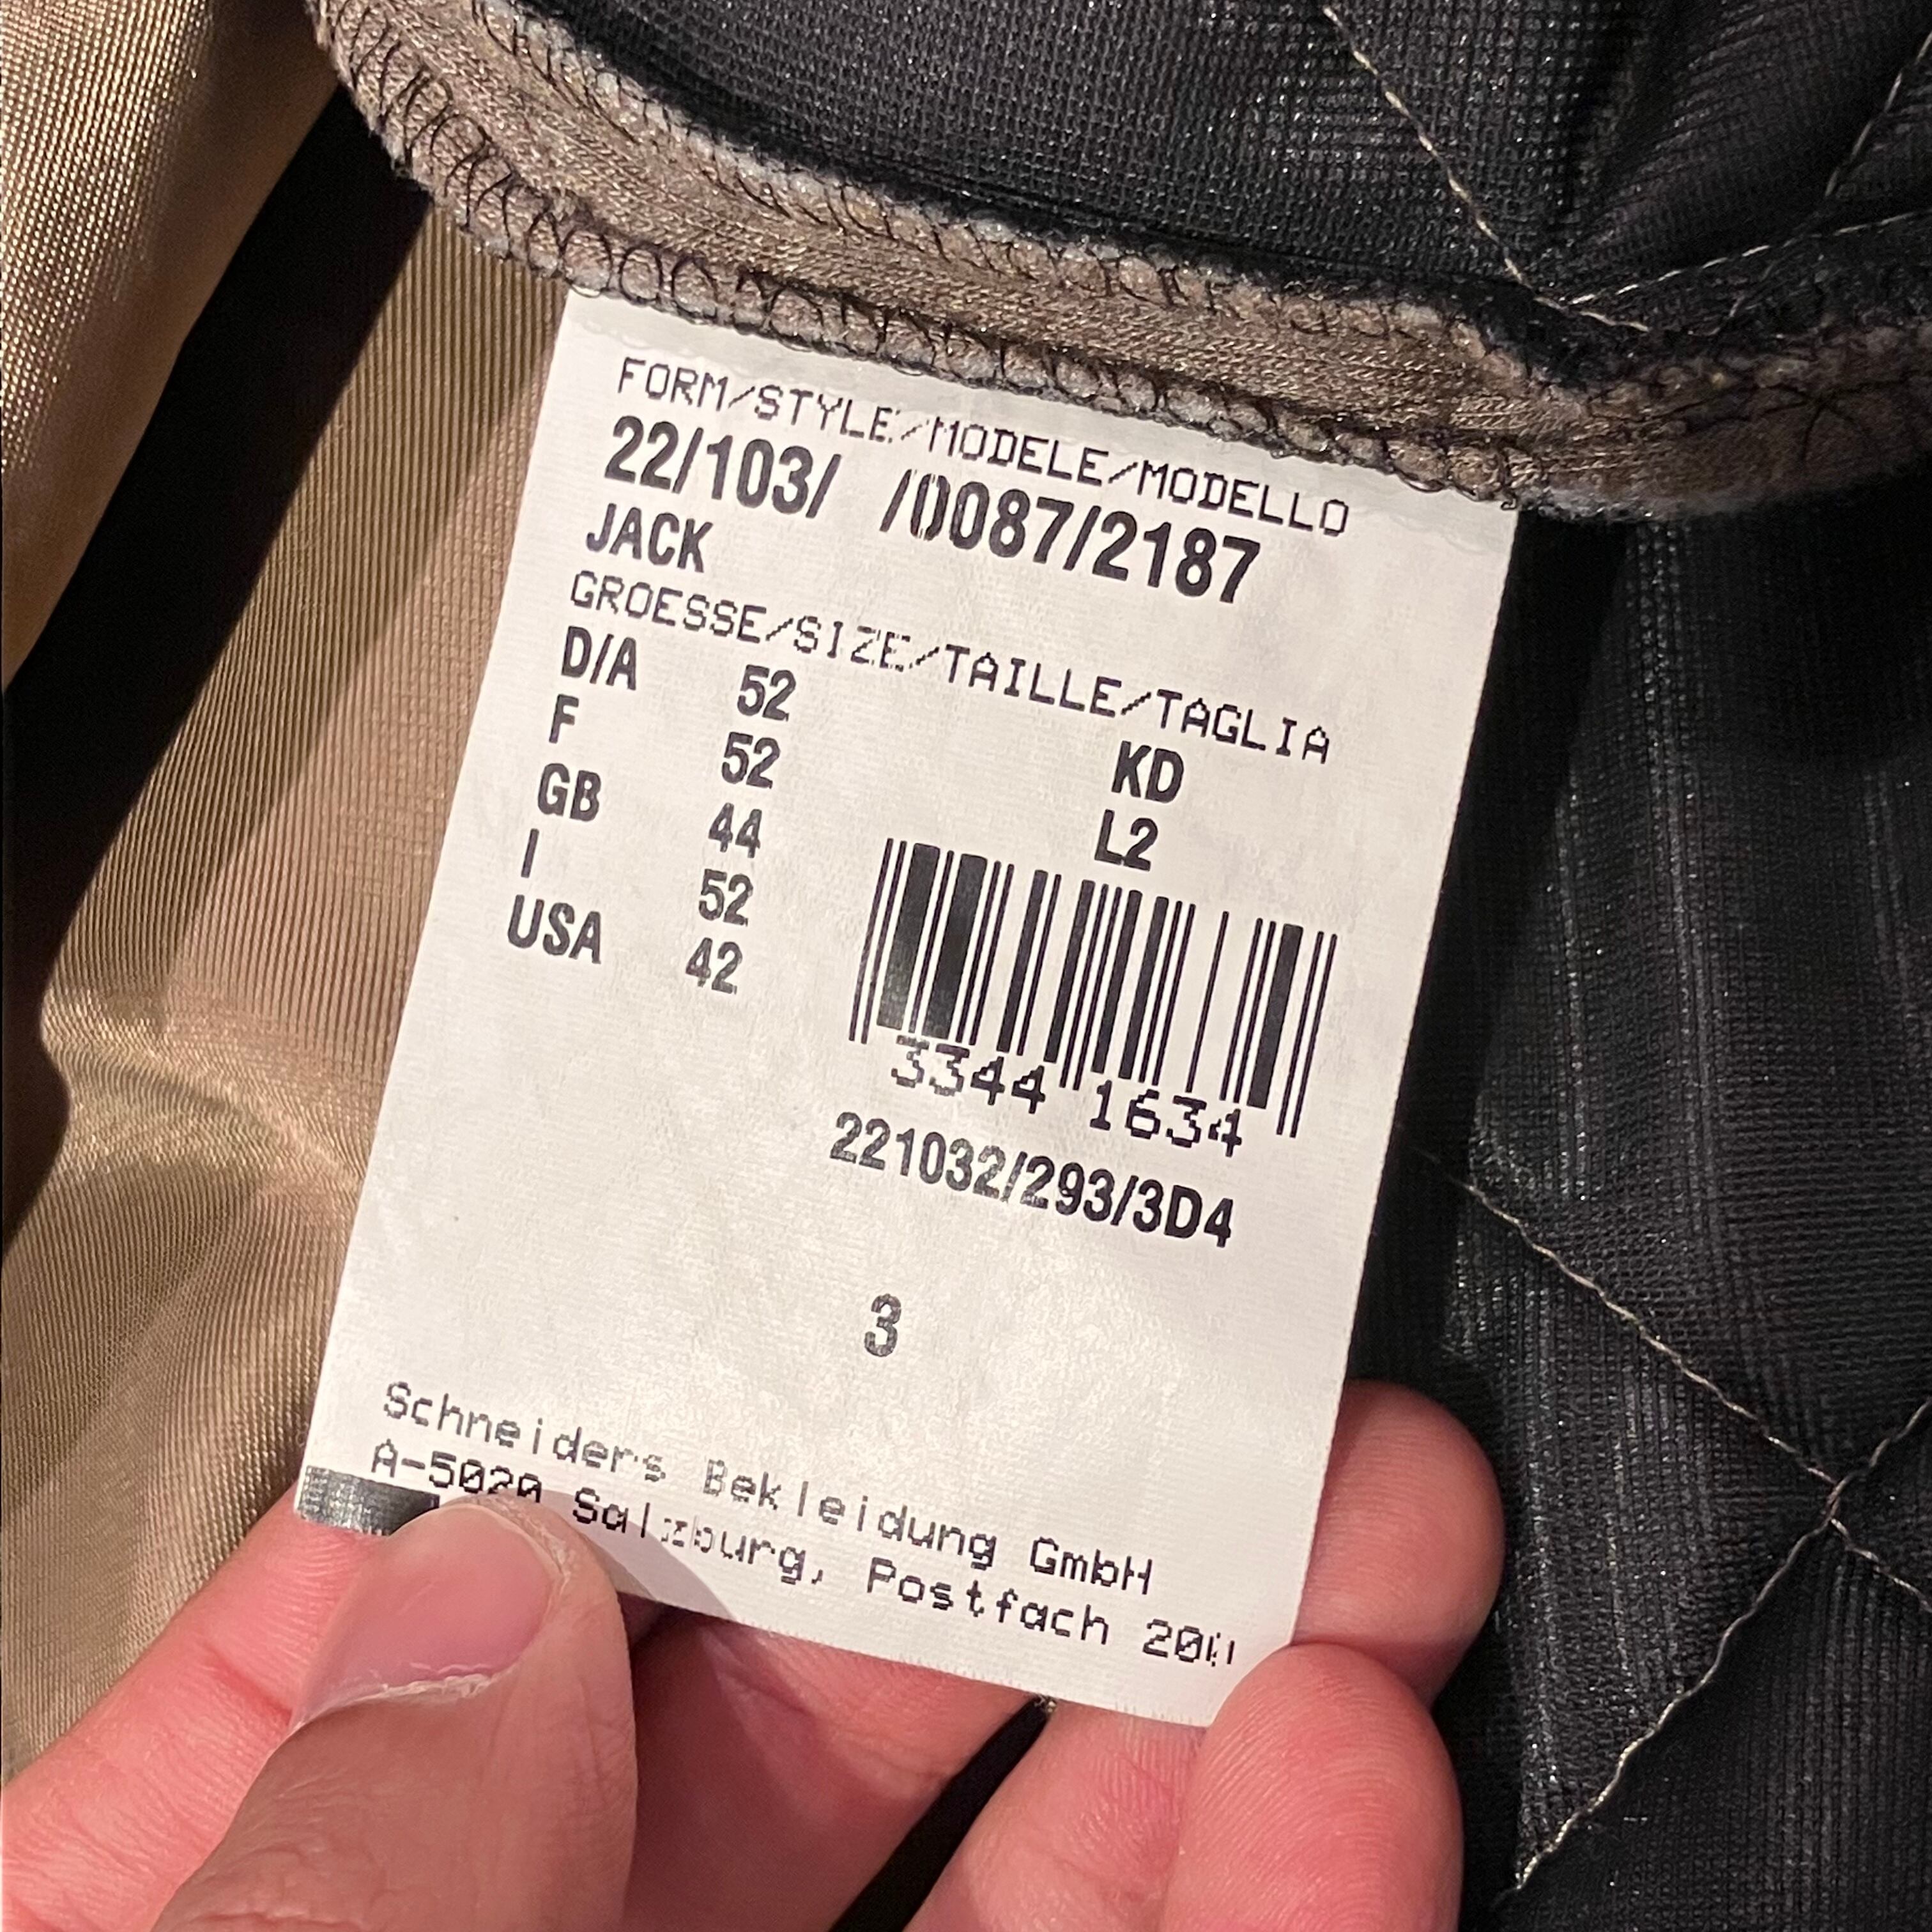 FORM/STYLE/MODELE/MODELLO
22/103/ /0087/2187
JACK
GROESSE/SIZE/TAILLE/TAGLIA
D/A 52 KD
F 52 L2
GB 44
I 52
USA 42
3344 1634
221032/293/3D4
3
Schneiders Bekleidung GmbH
A-5020 Salzburg, Postfach